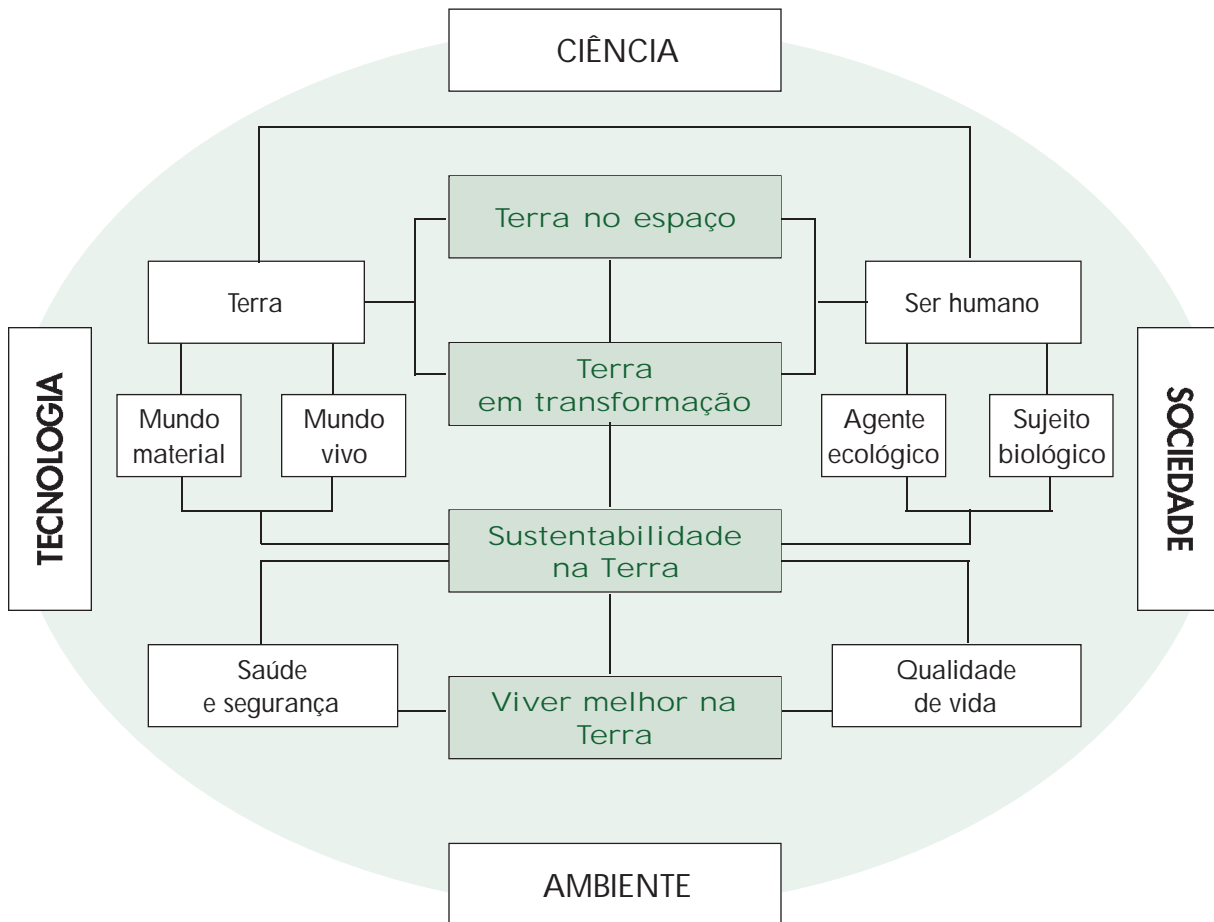 CIÊNCIA
Terra no espaço
Terra
Ser humano
Terra
em transformação
TECNOLOGIA
SOCIEDADE
Mundo
material
Mundo
vivo
Agente
ecológico
Sujeito
biológico
Sustentabilidade
na Terra
Saúde
e segurança
Viver melhor na
Terra
Qualidade
de vida
AMBIENTE